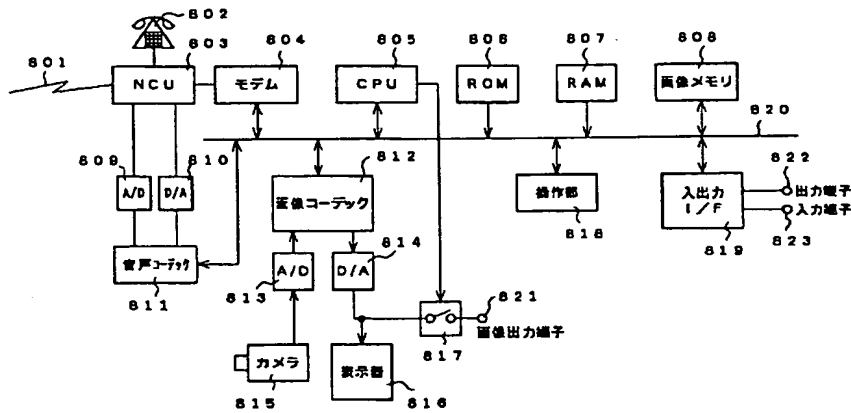 801
802
803
804
805
806
807
808
NCU
モデム
CPU
ROM
RAM
画像メモリ
820
809
810
812
822
A/D
D/A
画像コーデック
操作部
入出力
I/F
出力端子
入力端子
823
818
819
音声コーデック
811
813
A/D
D/A
814
821
画像出力端子
817
カメラ
815
表示器
816